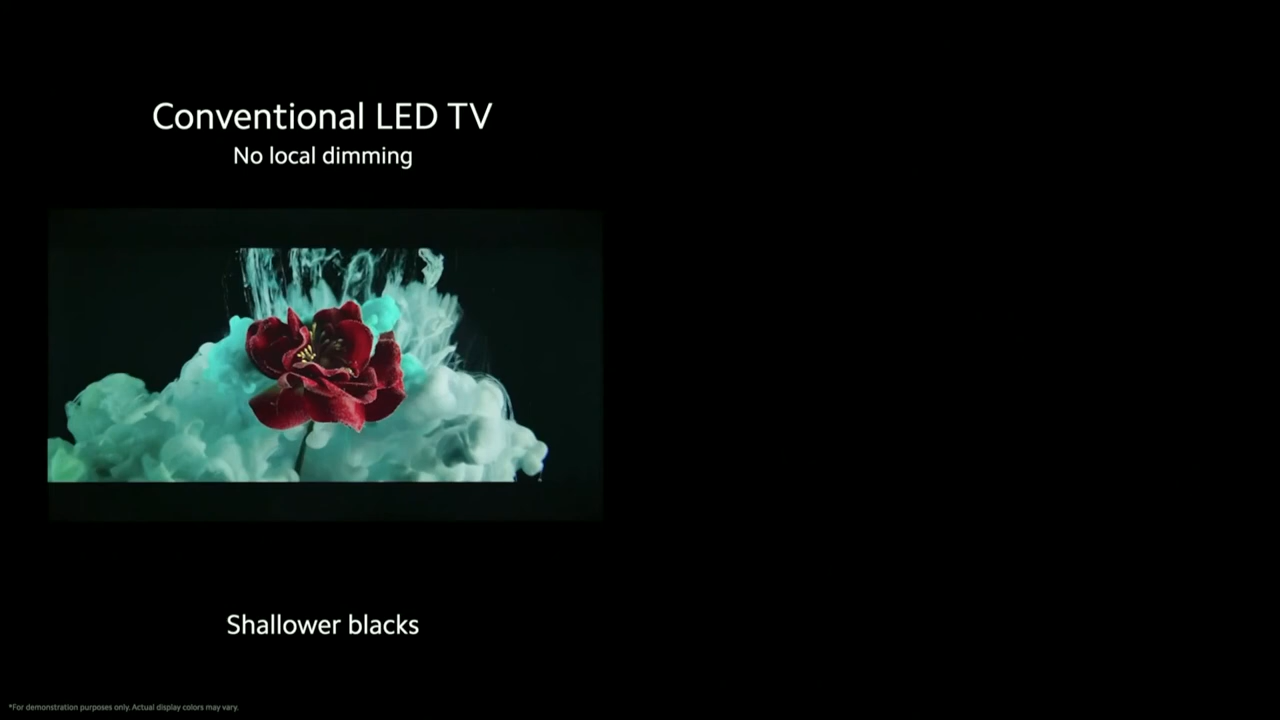 Conventional LED TV
No local dimming
Shallower blacks
*For demonstration purposes only. Actual display colors may vary.